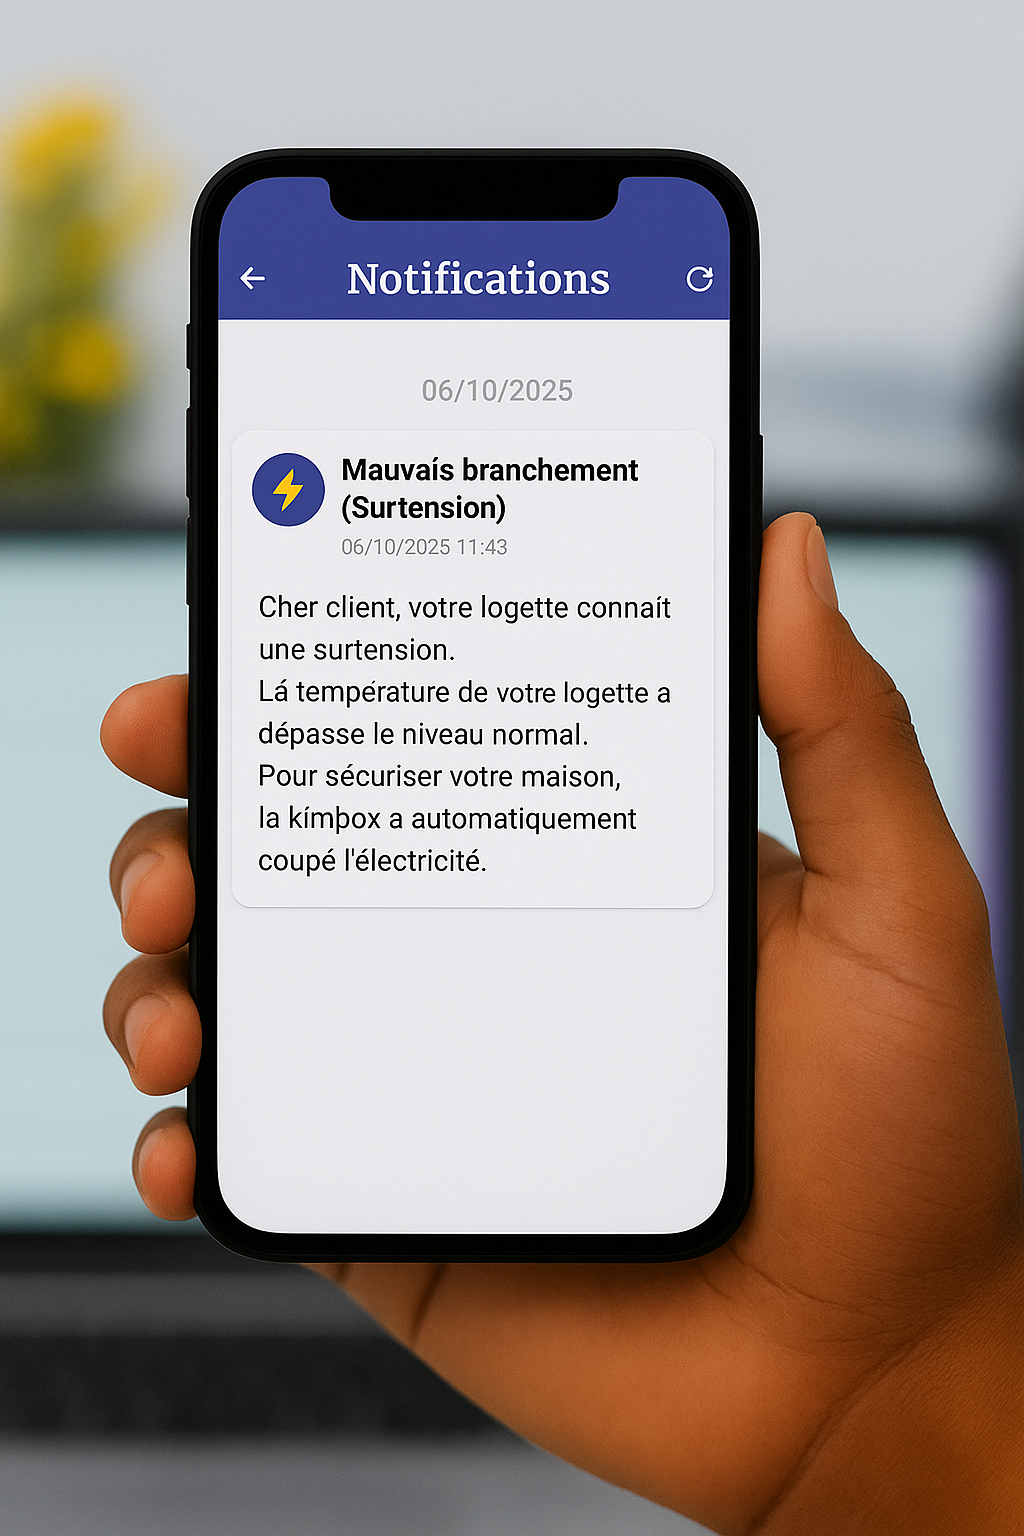 Notifications
06/10/2025
Mauvaís branchement
(Surtension)
06/10/2025 11:43
Cher client, votre logette connaít
une surtension.
Lá température de votre logette a
dépasse le niveau normal.
Pour sécuriser votre maison,
la kímþox a automatiquement
coupé l'électricité.